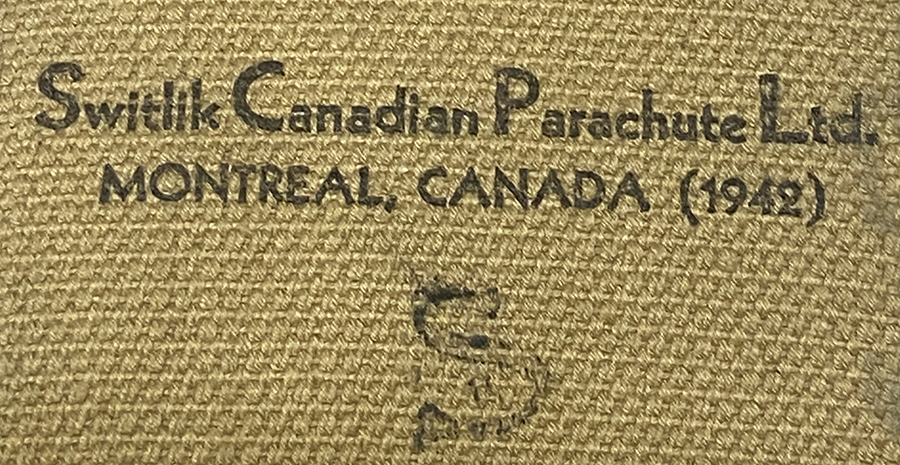 Switlik Canadian Parachute Ltd.
MONTREAL, CANADA (1942)